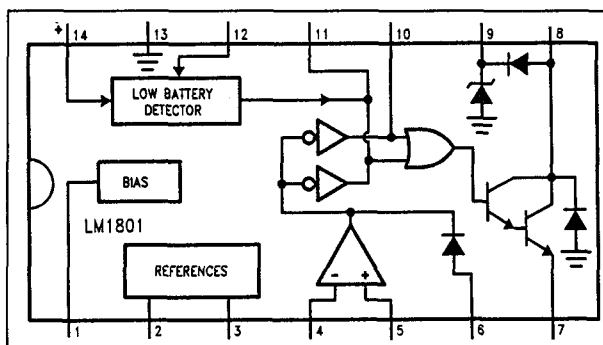 +
14 13 12 11 10 9 8
LOW BATTERY
DETECTOR
BIAS
LM1801
REFERENCES
- +
1 2 3 4 5 6 7